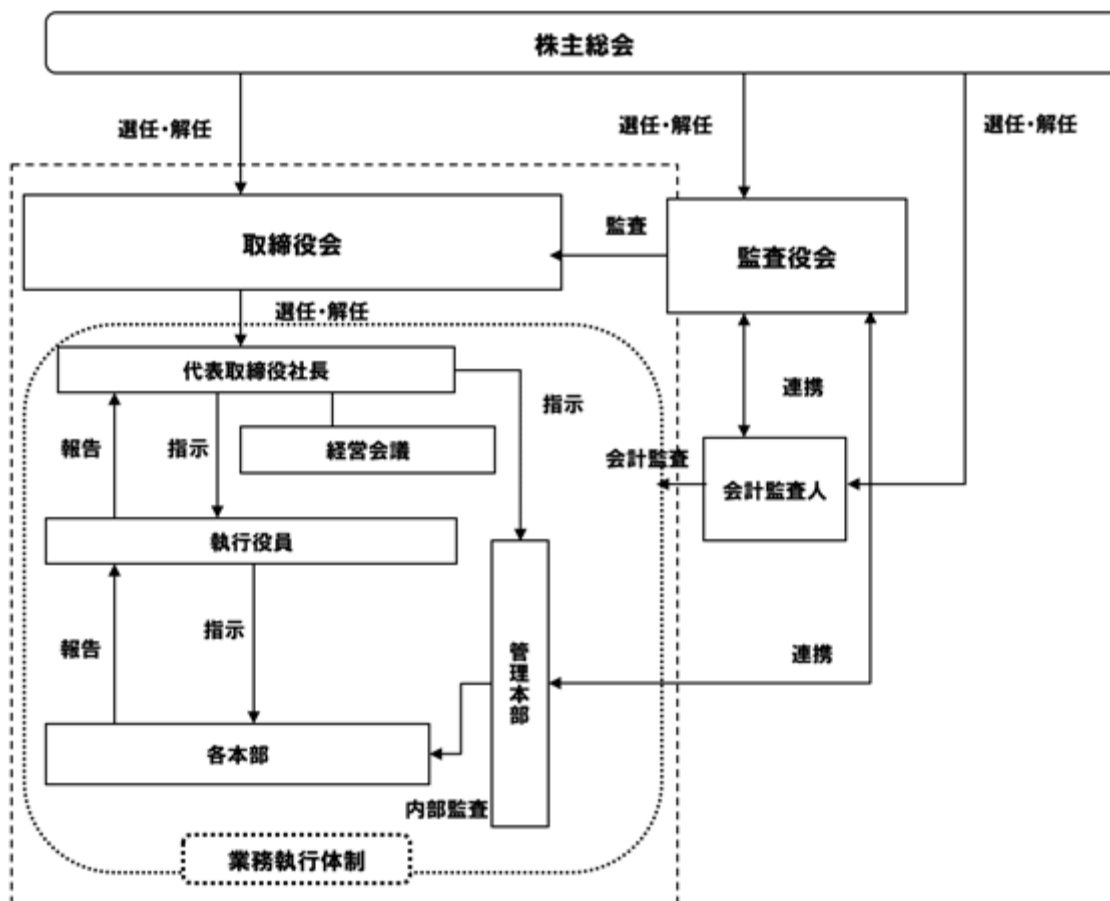 株主総会
選任・解任
選任・解任
選任・解任
取締役会
監査
監査役会
選任・解任
代表取締役社長
指示
連携
報告
指示
経営会議
会計監査
会計監査人
執行役員
報告
指示
管理本部
連携
各本部
内部監査
業務執行体制